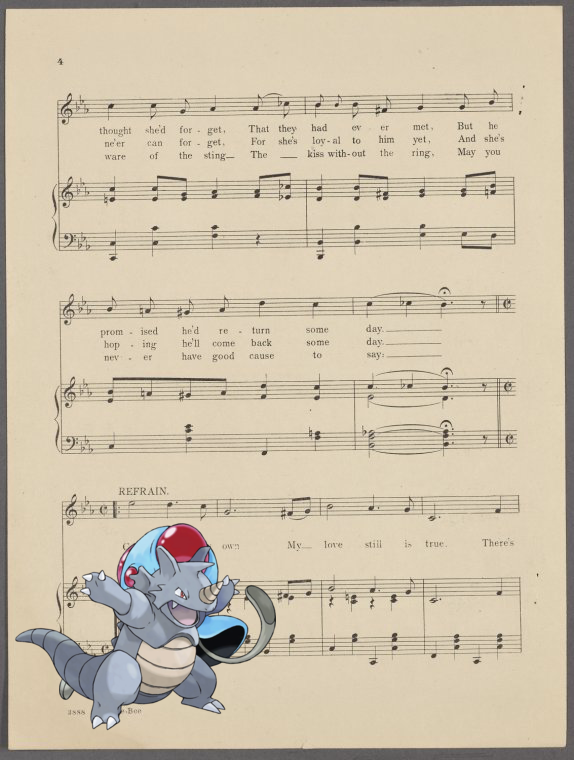 4
thought she'd for - get, That they had ev - er met, But he
ne'er can for - get, For she's loy - al to him yet, And she's
ware of the sting— The — kiss with - out the ring, May you
prom - ised he'd re - turn some day.
hop - ing he'll come back some day.
nev - er have good cause to say:
REFRAIN.
own My— love still is true. There's
3888